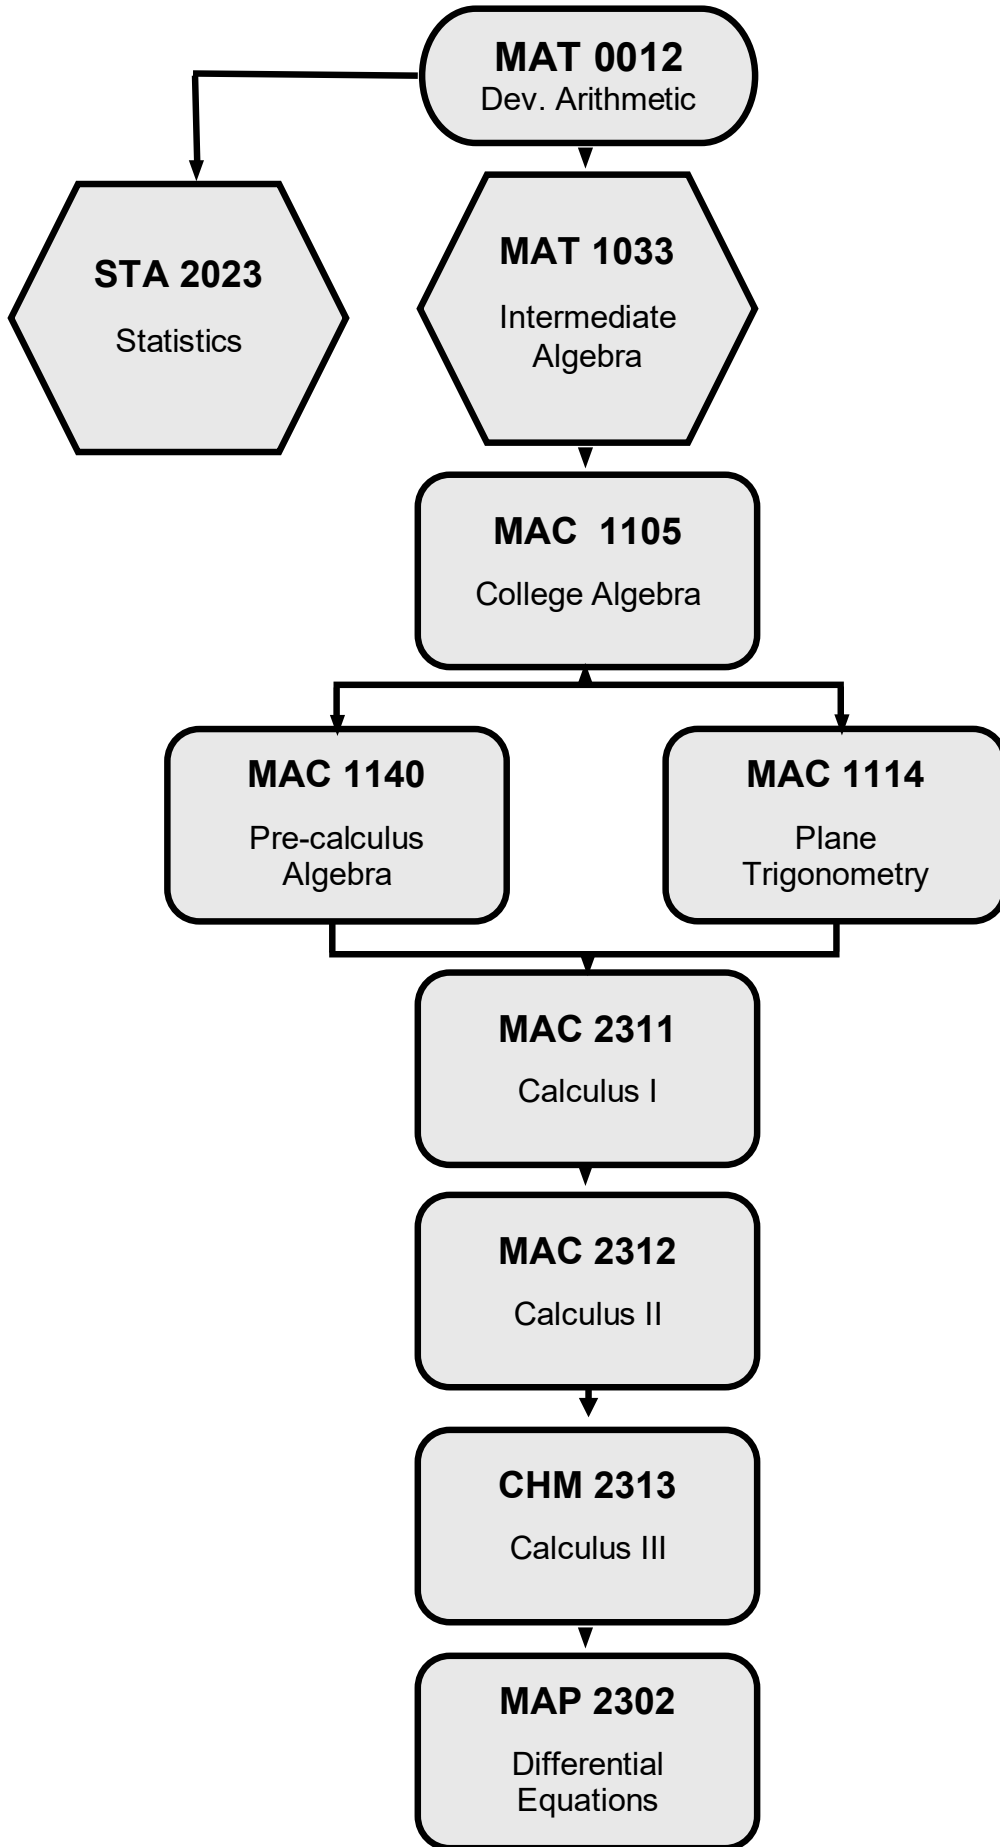 MAT 0012
Dev. Arithmetic
STA 2023
Statistics
MAT 1033
Intermediate
Algebra
MAC  1105
College Algebra
MAC 1140
Pre-calculus
Algebra
MAC 1114
Plane
Trigonometry
MAC 2311
Calculus I
MAC 2312
Calculus II
CHM 2313
Calculus III
MAP 2302
Differential
Equations